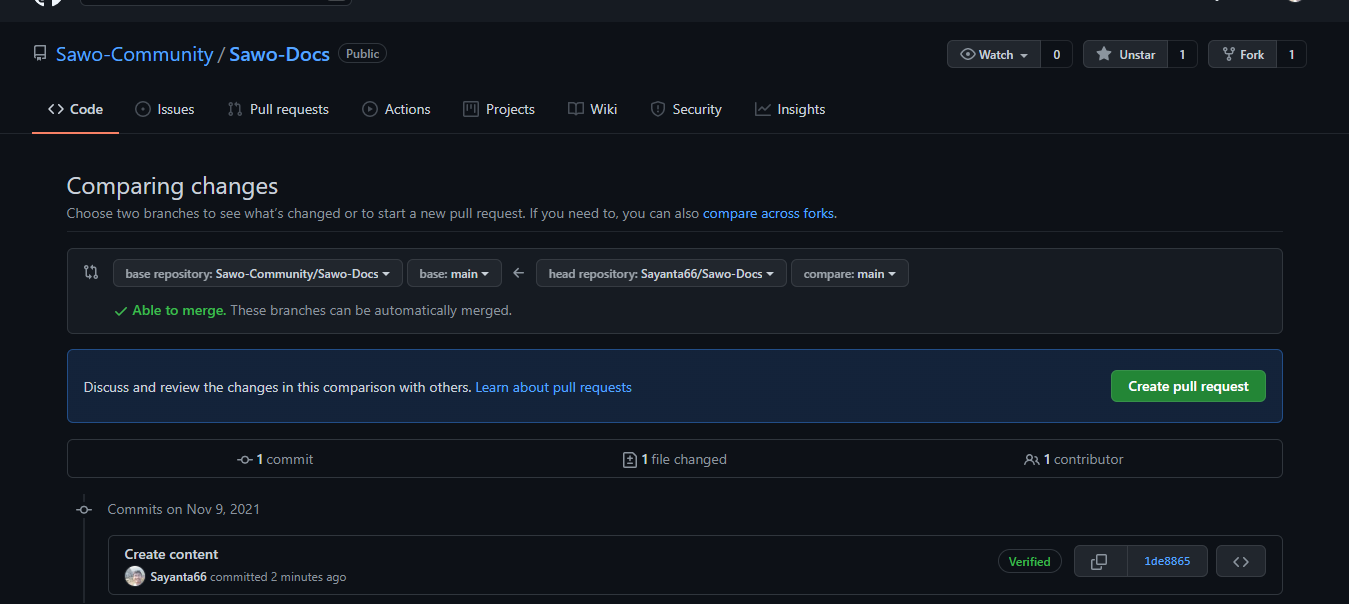 Sawo-Community / Sawo-Docs Public Watch 0 Unstar 1 Fork 1
Code Issues Pull requests Actions Projects Wiki Security Insights
Comparing changes
Choose two branches to see what's changed or to start a new pull request. If you need to, you can also compare across forks.
base repository: Sawo-Community/Sawo-Docs base: main ← head repository: Sayanta66/Sawo-Docs compare: main
Able to merge. These branches can be automatically merged.
Discuss and review the changes in this comparison with others. Learn about pull requests Create pull request
1 commit 1 file changed 1 contributor
Commits on Nov 9, 2021
Create content
Verified 1de8865
Sayanta66 committed 2 minutes ago